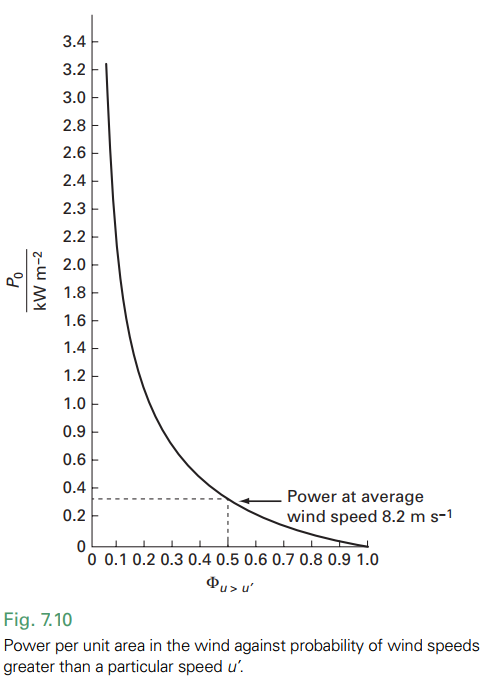 3.4
3.2
3.0
2.8
2.6
2.4
2.3
2.2
2.0
1.8
1.6
1.4
1.2
1.0
0.9
0.6
0.4
0.2
0
P₀
kW m⁻²
Power at average
wind speed 8.2 m s⁻¹
0 0.1 0.2 0.3 0.4 0.5 0.6 0.7 0.8 0.9 1.0
Φu > u′
Fig. 7.10
Power per unit area in the wind against probability of wind speeds
greater than a particular speed u′.